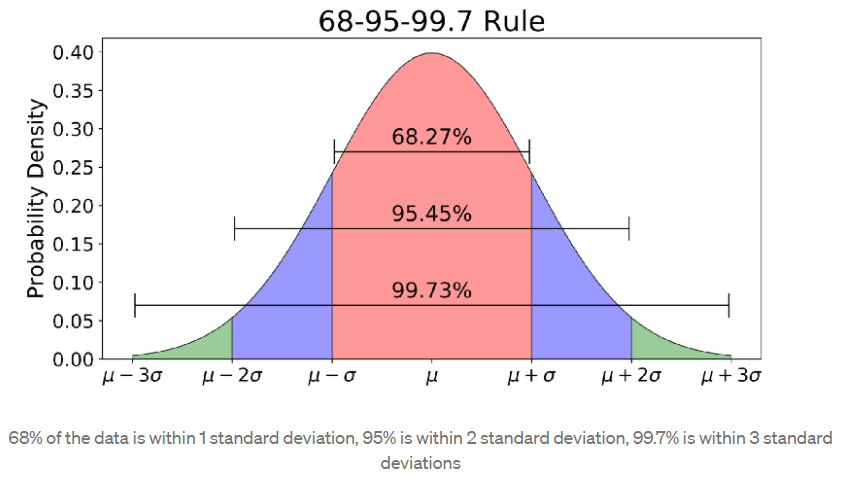 68-95-99.7 Rule
0.40
0.35
0.30
0.25
0.20
0.15
0.10
0.05
0.00
Probability Density
68.27%
95.45%
99.73%
μ − 3σ μ − 2σ μ − σ μ μ + σ μ + 2σ μ + 3σ
68% of the data is within 1 standard deviation, 95% is within 2 standard deviation, 99.7% is within 3 standard
deviations